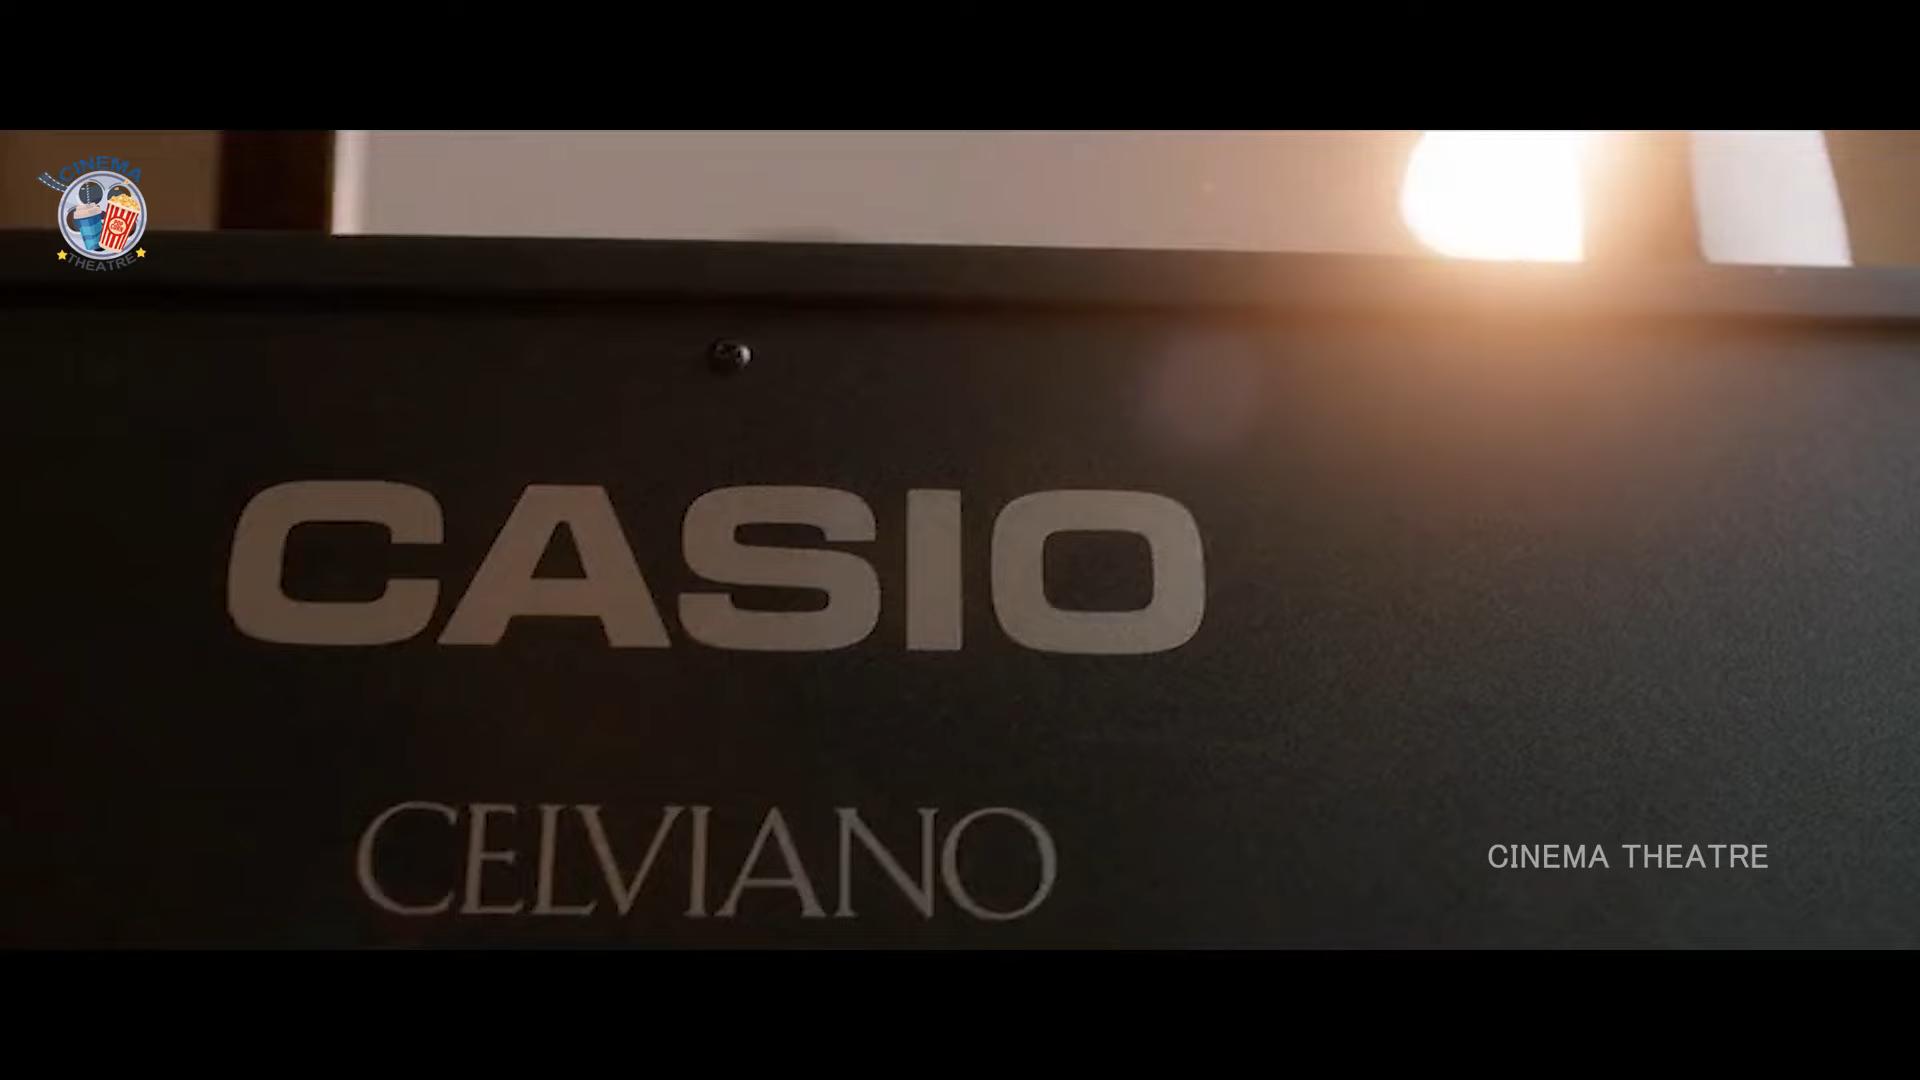 CINEMA
THEATRE
CASIO
CELVIANO
CINEMA THEATRE